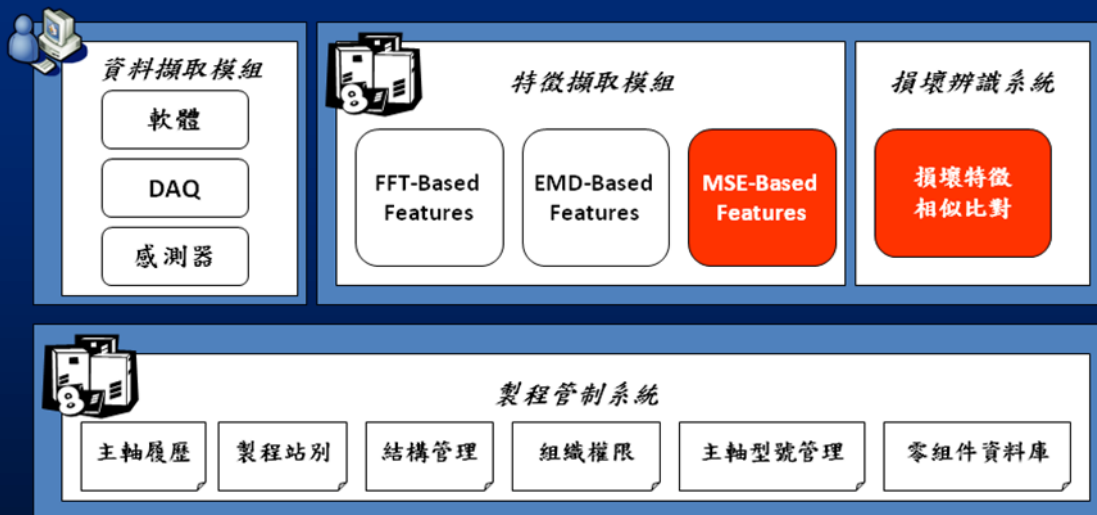 資料擷取模組
軟體
DAQ
感測器
8
特徵擷取模組
FFT-Based
Features
EMD-Based
Features
MSE-Based
Features
損壞辨識系統
損壞特徵
相似比對
8
製程管制系統
主軸履歷
製程站別
結構管理
組織權限
主軸型號管理
零組件資料庫